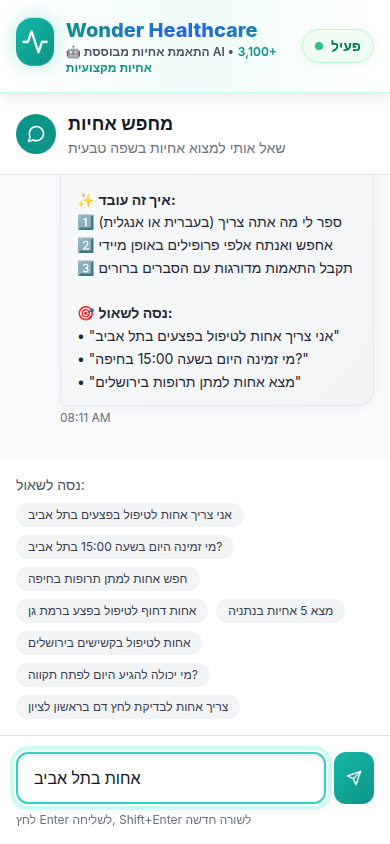 Wonder Healthcare
🤖 התאמת אחיות מבוססת AI • 3,100+
אחיות מקצועיות
פעיל
מחפש אחיות
שאל אותי למצוא אחיות בשפה טבעית
✨ איך זה עובד:
1️⃣ ספר לי מה אתה צריך (בעברית או אנגלית)
2️⃣ אחפש ואנתח אלפי פרופילים באופן מיידי
3️⃣ תקבל התאמות מדורגות עם הסברים ברורים
🎯 נסה לשאול:
• "אני צריך אחות לטיפול בפצעים בתל אביב"
• "מי זמינה היום בשעה 15:00 בחיפה?"
• "מצא אחות למתן תרופות בירושלים"
08:11 AM
נסה לשאול:
אני צריך אחות לטיפול בפצעים בתל אביב
מי זמינה היום בשעה 15:00 בתל אביב?
חפש אחות למתן תרופות בחיפה
אחות דחוף לטיפול בפצע ברמת גן
מצא 5 אחיות בנתניה
אחות לטיפול בקשישים בירושלים
מי יכולה להגיע היום לפתח תקווה?
צריך אחות לבדיקת לחץ דם בראשון לציון
אחות בתל אביב
לחץ Enter לשליחה, Shift+Enter לשורה חדשה